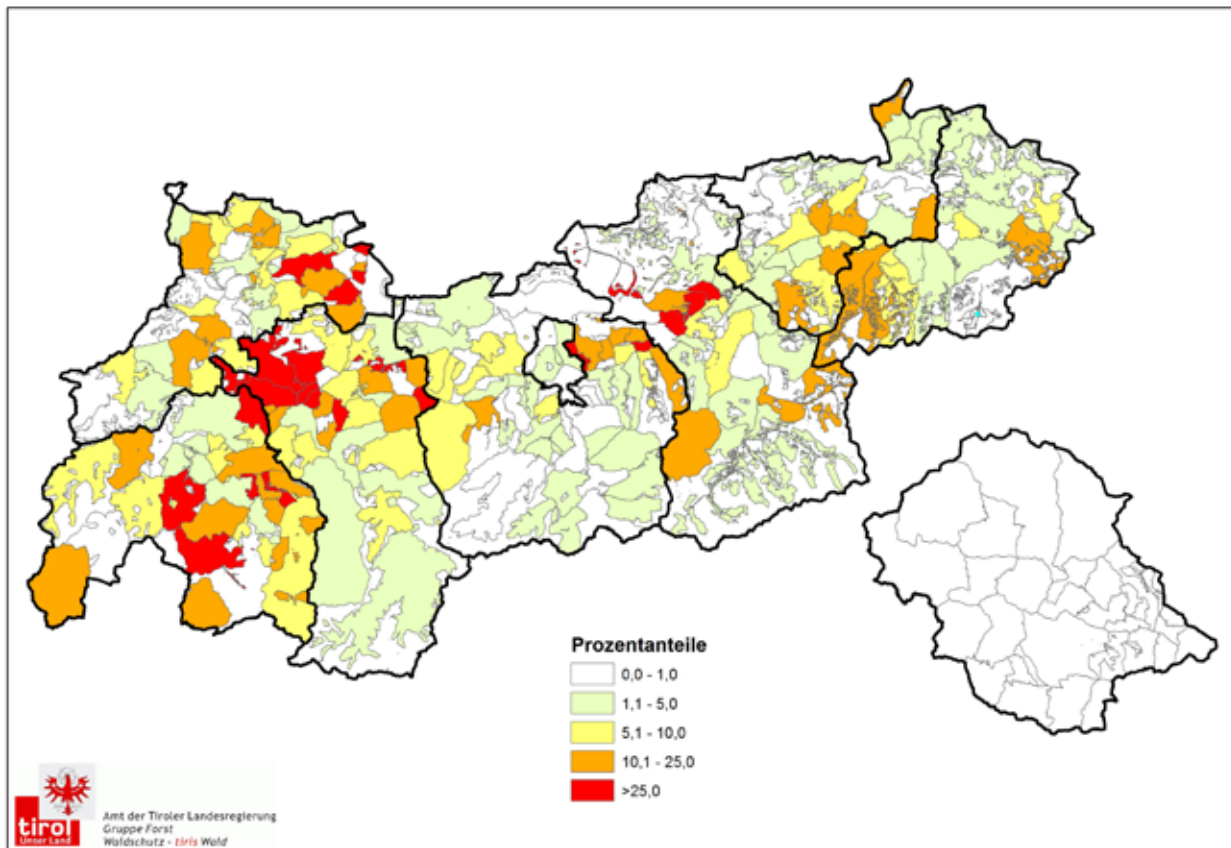 Prozentanteile
0,0 - 1,0
1,1 - 5,0
5,1 - 10,0
10,1 - 25,0
>25,0
tirol
Unser Land
Amt der Tiroler Landesregierung
Gruppe Forst
Waldschutz - tiris Wald